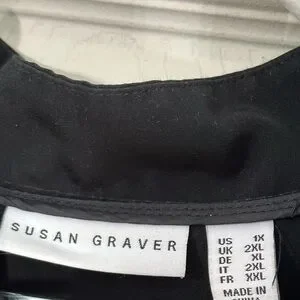 SUSAN GRAVER
US 1X
UK 2XL
DE XL
IT 2XL
FR XXL
MADE IN